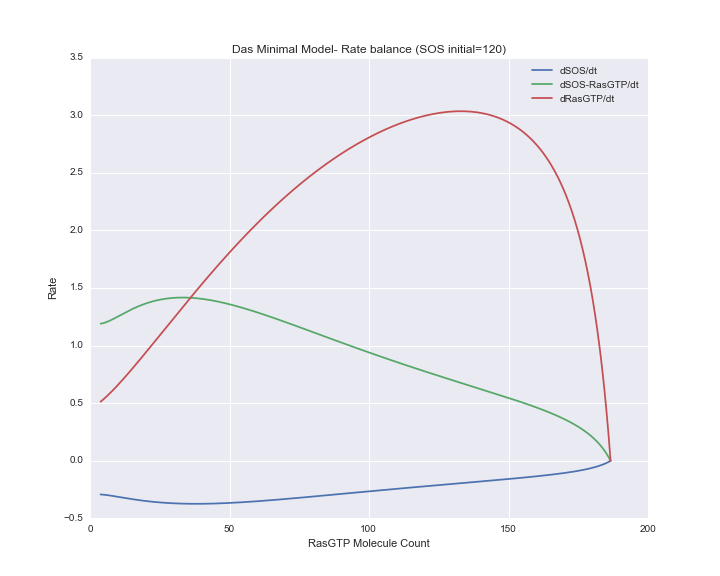 Das Minimal Model- Rate balance (SOS initial=120)
3.5
3.0
2.5
2.0
1.5
1.0
0.5
0.0
−0.5
Rate
dSOS/dt
dSOS-RasGTP/dt
dRasGTP/dt
0 50 100 150 200
RasGTP Molecule Count